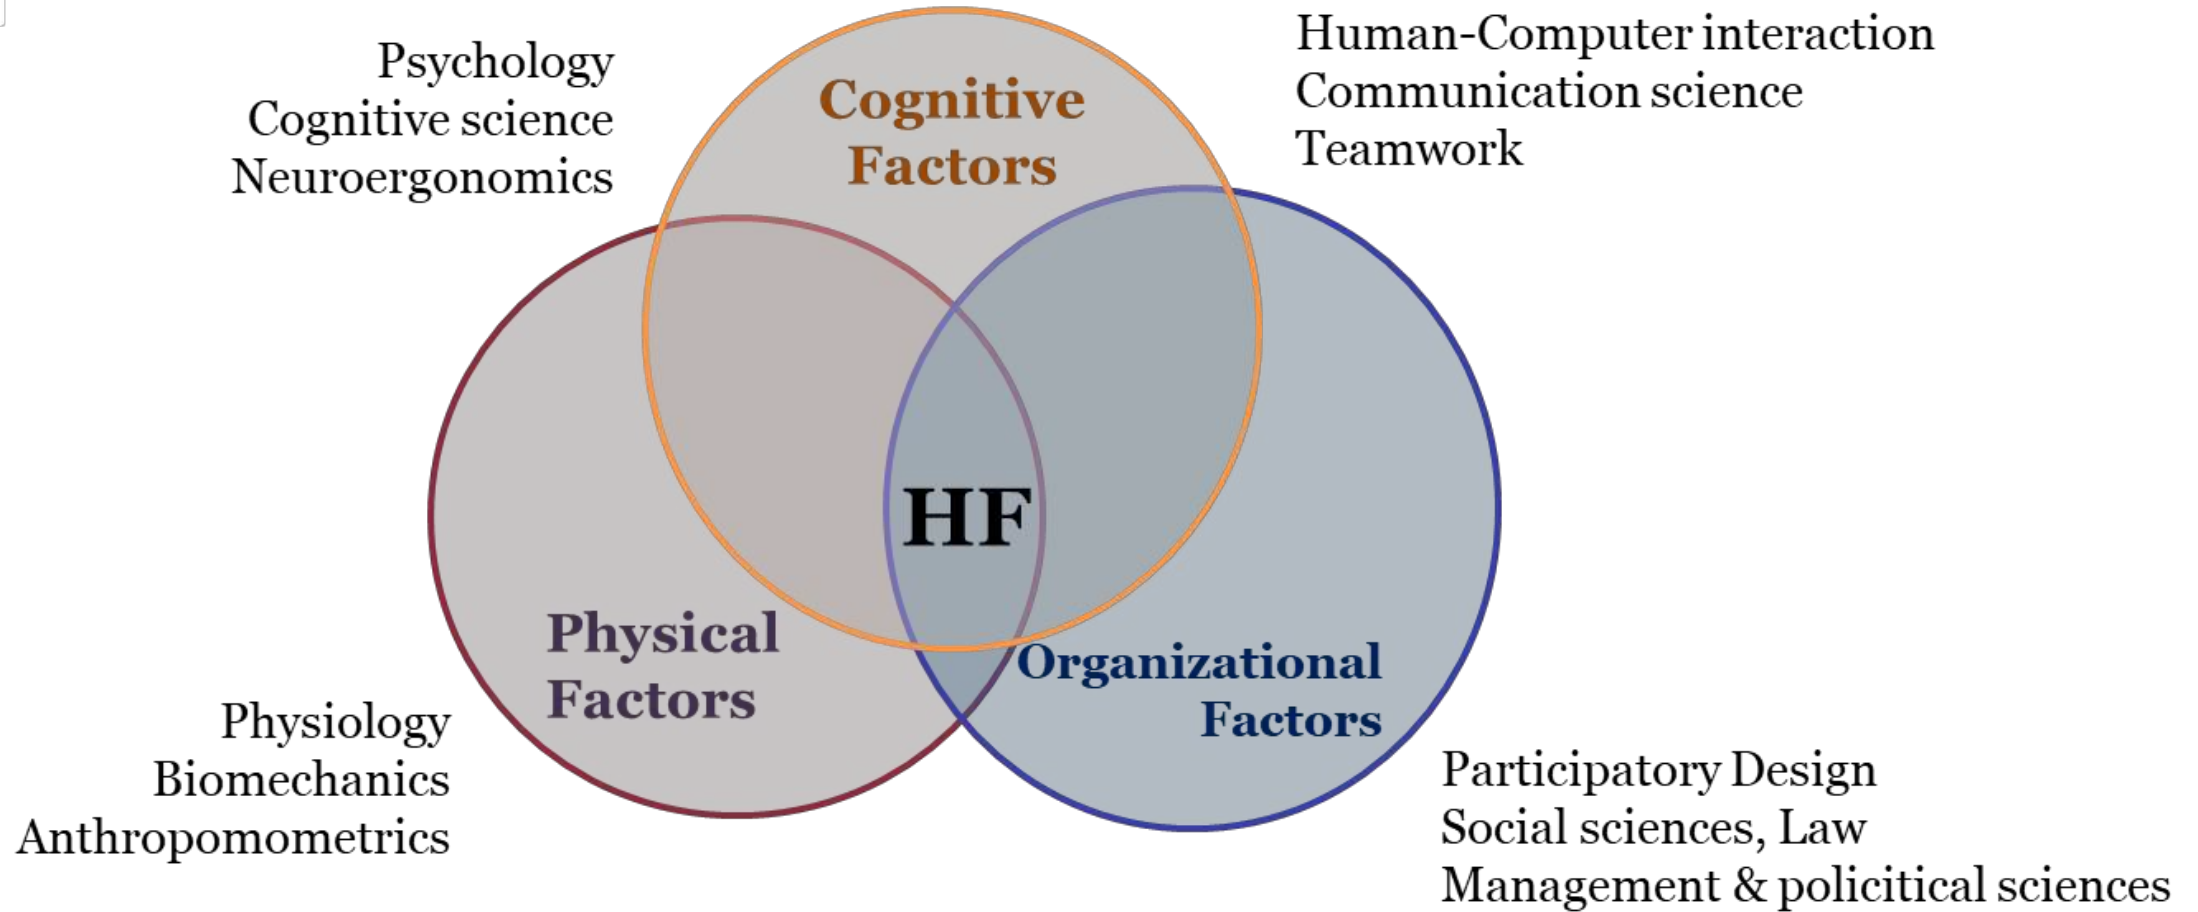 Psychology
Cognitive science
Neuroergonomics
Cognitive
Factors
Human-Computer interaction
Communication science
Teamwork
HF
Physical
Factors
Organizational
Factors
Physiology
Biomechanics
Anthropomometrics
Participatory Design
Social sciences, Law
Management & policitical sciences